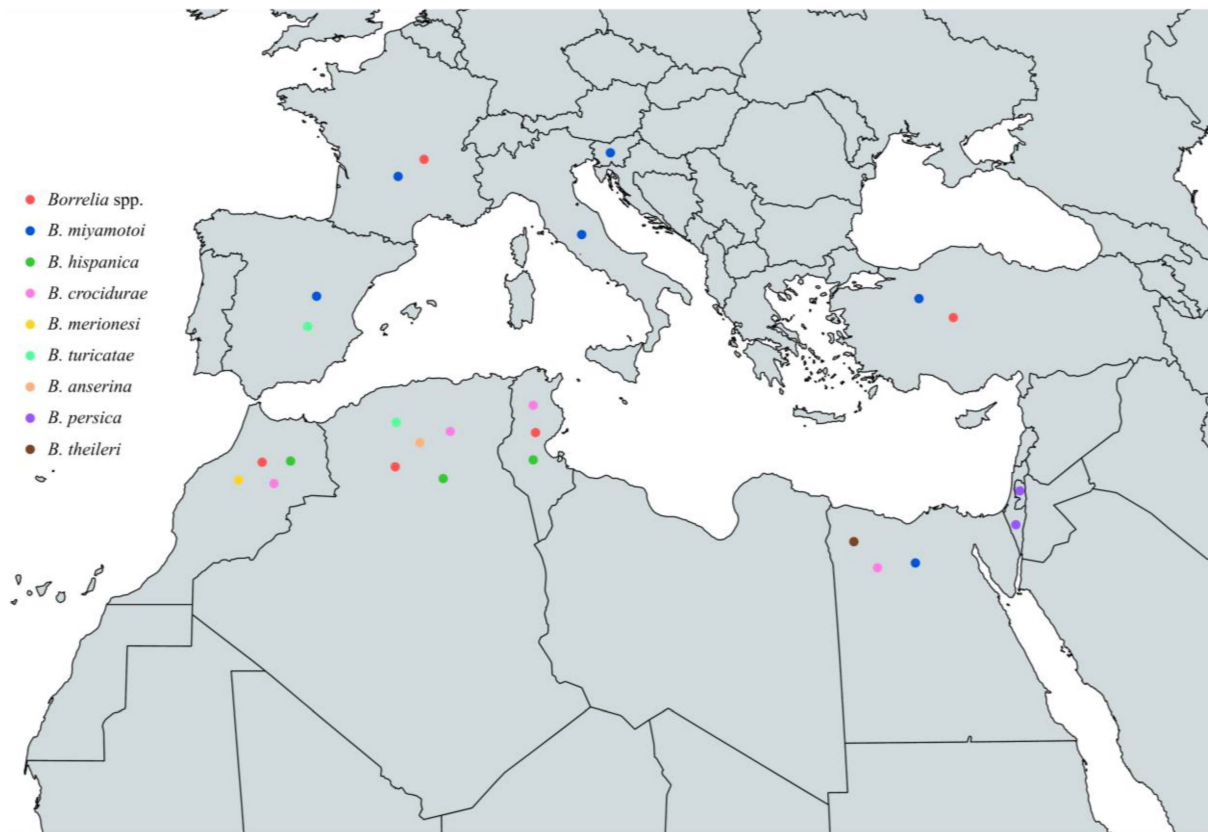 Borrelia spp.
B. miyamotoi
B. hispanica
B. crocidurae
B. merionesi
B. turicatae
B. anserina
B. persica
B. theileri